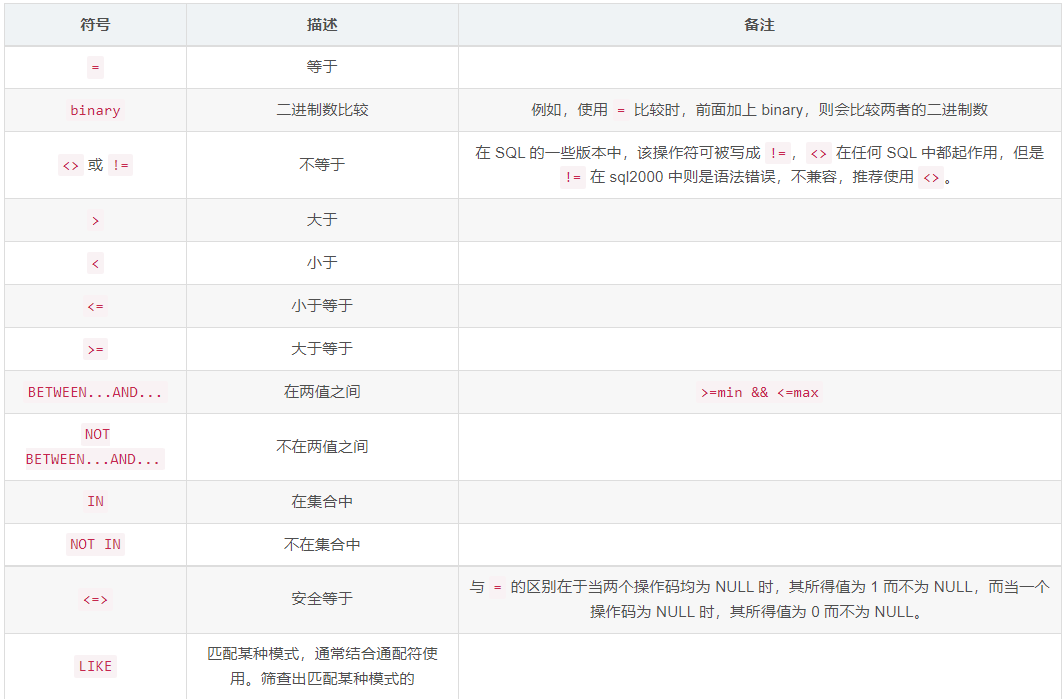 符号 描述 备注
= 等于
binary 二进制数比较 例如，使用 = 比较时，前面加上 binary，则会比较两者的二进制数
<> 或 != 不等于 在 SQL 的一些版本中，该操作符可被写成 !=，<> 在任何 SQL 中都起作用，但是
!= 在 sql2000 中则是语法错误，不兼容，推荐使用 <>。
> 大于
< 小于
<= 小于等于
>= 大于等于
BETWEEN...AND... 在两值之间 >=min && <=max
NOT
BETWEEN...AND... 不在两值之间
IN 在集合中
NOT IN 不在集合中
<=> 安全等于 与 = 的区别在于当两个操作码均为 NULL 时，其所得值为 1 而不为 NULL，而当一个
操作码为 NULL 时，其所得值为 0 而不为 NULL。
LIKE 匹配某种模式，通常结合通配符使
用。筛查出匹配某种模式的